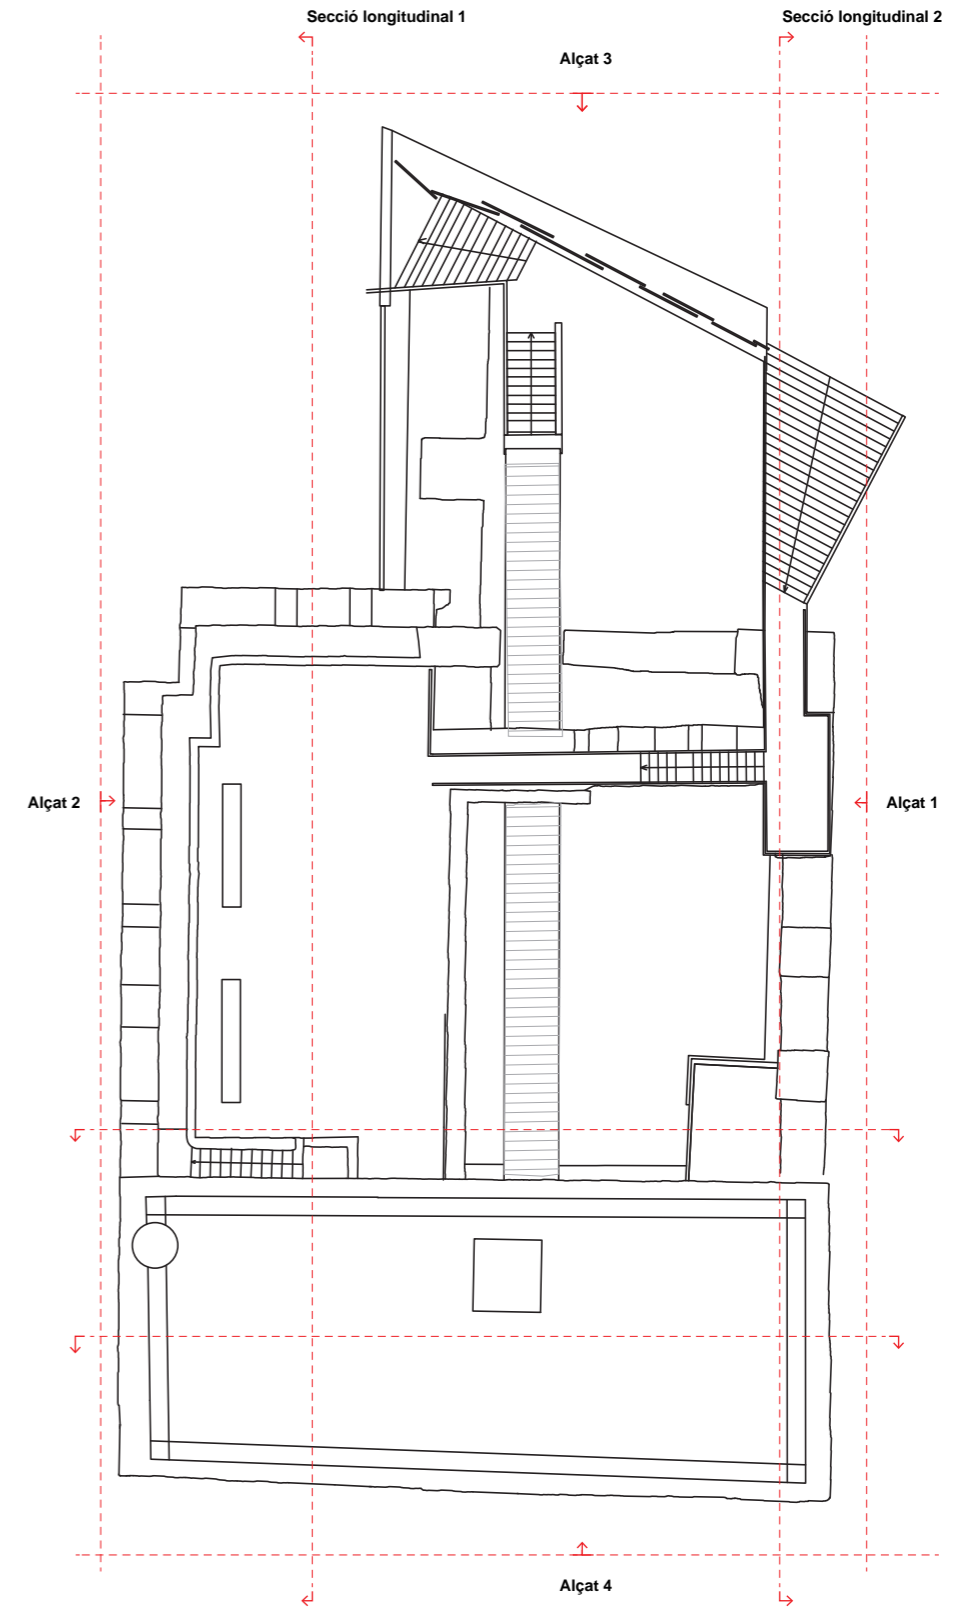 Secció longitudinal 1
Secció longitudinal 2
Alçat 3
Alçat 2
Alçat 1
Alçat 4